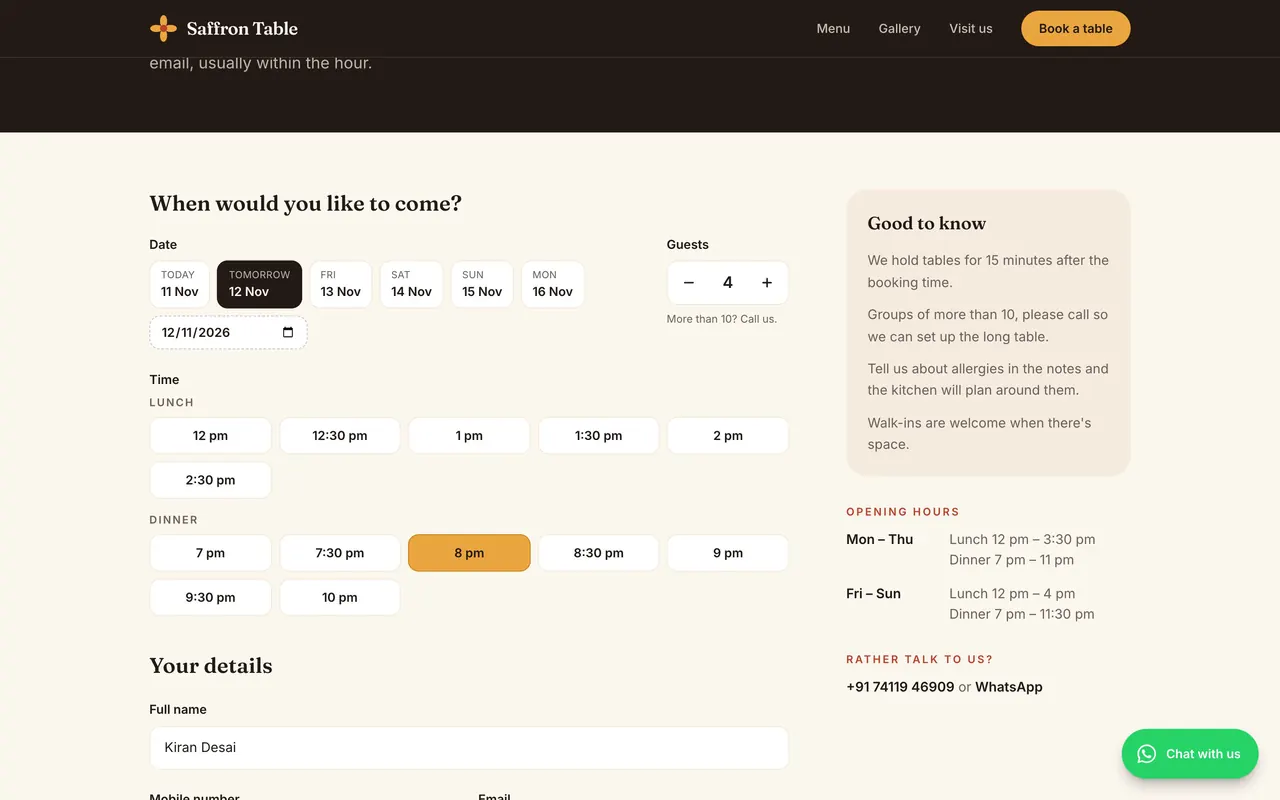 Saffron Table
Menu
Gallery
Visit us
Book a table
email, usually within the hour.
When would you like to come?
Date
TODAY
11 Nov
TOMORROW
12 Nov
FRI
13 Nov
SAT
14 Nov
SUN
15 Nov
MON
16 Nov
12/11/2026
Guests
− 4 +
More than 10? Call us.
Time
LUNCH
12 pm
12:30 pm
1 pm
1:30 pm
2 pm
2:30 pm
DINNER
7 pm
7:30 pm
8 pm
8:30 pm
9 pm
9:30 pm
10 pm
Your details
Full name
Kiran Desai
Mobile number
Email
Good to know
We hold tables for 15 minutes after the
booking time.
Groups of more than 10, please call so
we can set up the long table.
Tell us about allergies in the notes and
the kitchen will plan around them.
Walk-ins are welcome when there's
space.
OPENING HOURS
Mon – Thu
Lunch 12 pm – 3:30 pm
Dinner 7 pm – 11 pm
Fri – Sun
Lunch 12 pm – 4 pm
Dinner 7 pm – 11:30 pm
RATHER TALK TO US?
+91 74119 46909 or WhatsApp
Chat with us